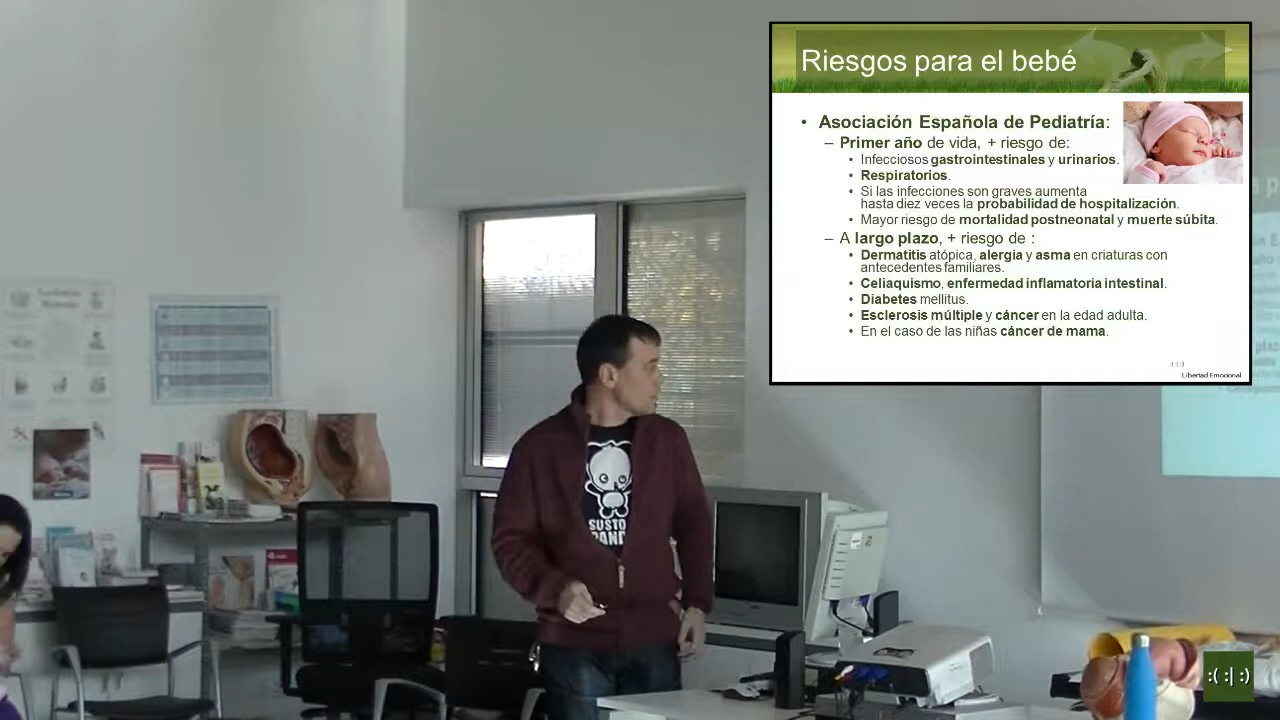 Riesgos para el bebé
• Asociación Española de Pediatría:
– Primer año de vida, + riesgo de:
• Infecciosos gastrointestinales y urinarios.
• Respiratorios.
• Si las infecciones son graves aumenta
hasta diez veces la probabilidad de hospitalización.
• Mayor riesgo de mortalidad postneonatal y muerte súbita.
– A largo plazo, + riesgo de :
• Dermatitis atópica, alergia y asma en criaturas con
antecedentes familiares.
• Celiaquismo, enfermedad inflamatoria intestinal.
• Diabetes mellitus.
• Esclerosis múltiple y cáncer en la edad adulta.
• En el caso de las niñas cáncer de mama.
:( :| :)
Libertad Emocional
SUSTO
PAND
:( :| :)